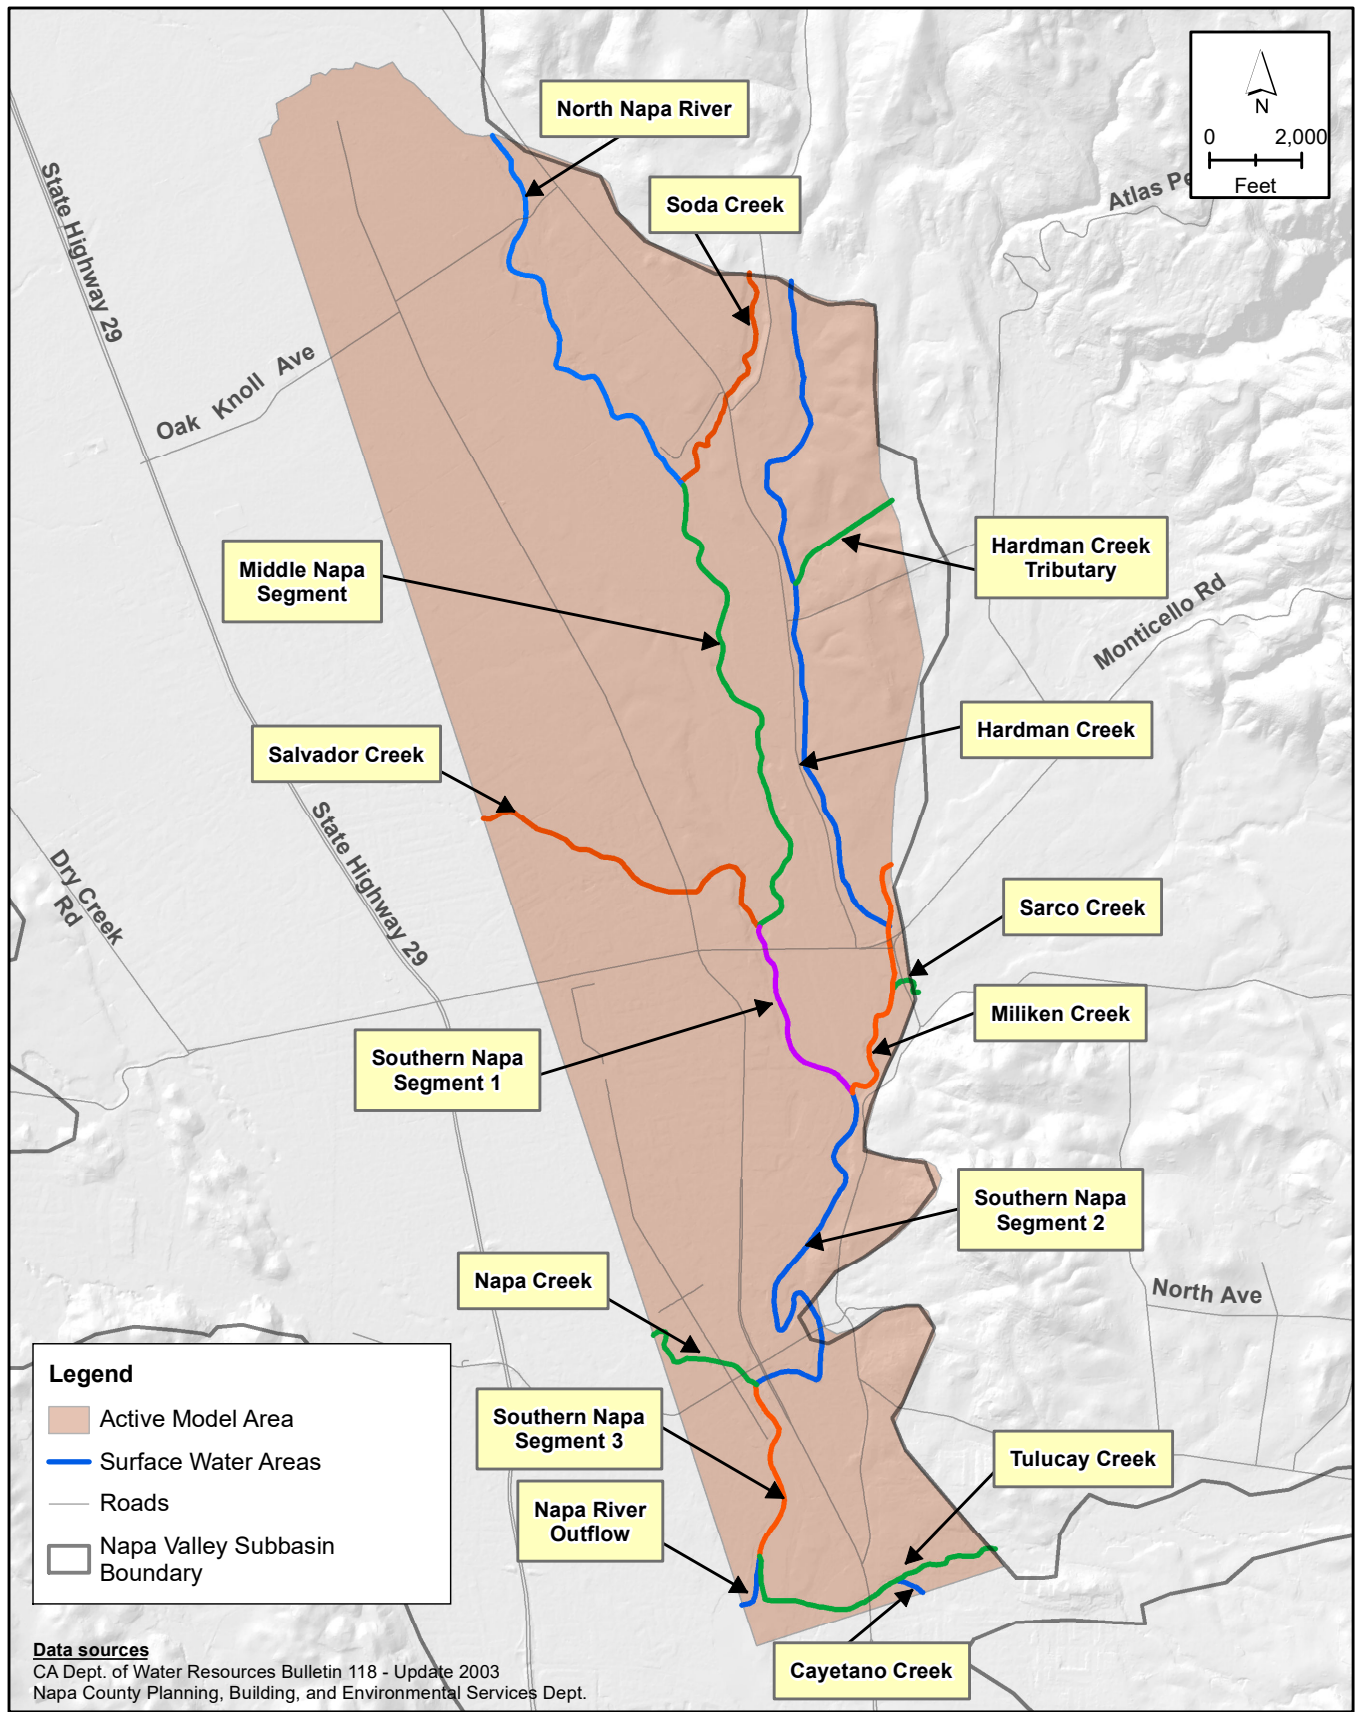 North Napa River
N
0 2,000
Feet
Soda Creek
Atlas Pe
State Highway 29
Oak Knoll Ave
Hardman Creek
Tributary
Middle Napa
Segment
Monticello Rd
Hardman Creek
Salvador Creek
State Highway 29
Dry Creek
Rd
Sarco Creek
Miliken Creek
Southern Napa
Segment 1
Southern Napa
Segment 2
Napa Creek
North Ave
Legend
Active Model Area
Surface Water Areas
Roads
Napa Valley Subbasin
Boundary
Southern Napa
Segment 3
Tulucay Creek
Napa River
Outflow
Cayetano Creek
Data sources
CA Dept. of Water Resources Bulletin 118 - Update 2003
Napa County Planning, Building, and Environmental Services Dept.